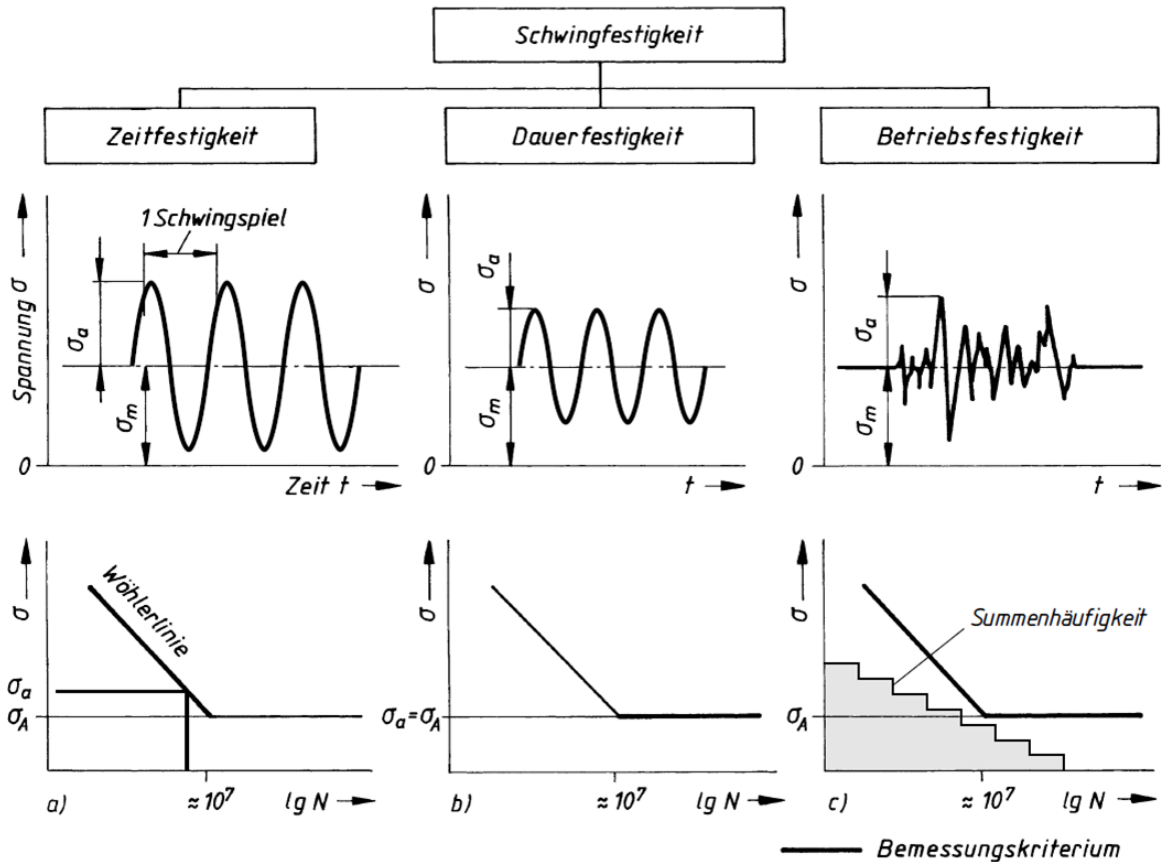 Schwingfestigkeit
Zeitfestigkeit
Dauerfestigkeit
Betriebsfestigkeit
Spannung σ
1 Schwingspiel
σa
σm
0
Zeit t
σ
σa
σm
0
t
σ
σa
σm
0
t
σ
Wöhlerlinie
σa
σA
a)
≈10⁷
lg N
σ
σa=σA
b)
≈10⁷
lg N
σ
Summenhäufigkeit
σA
c)
≈10⁷
lg N
Bemessungskriterium